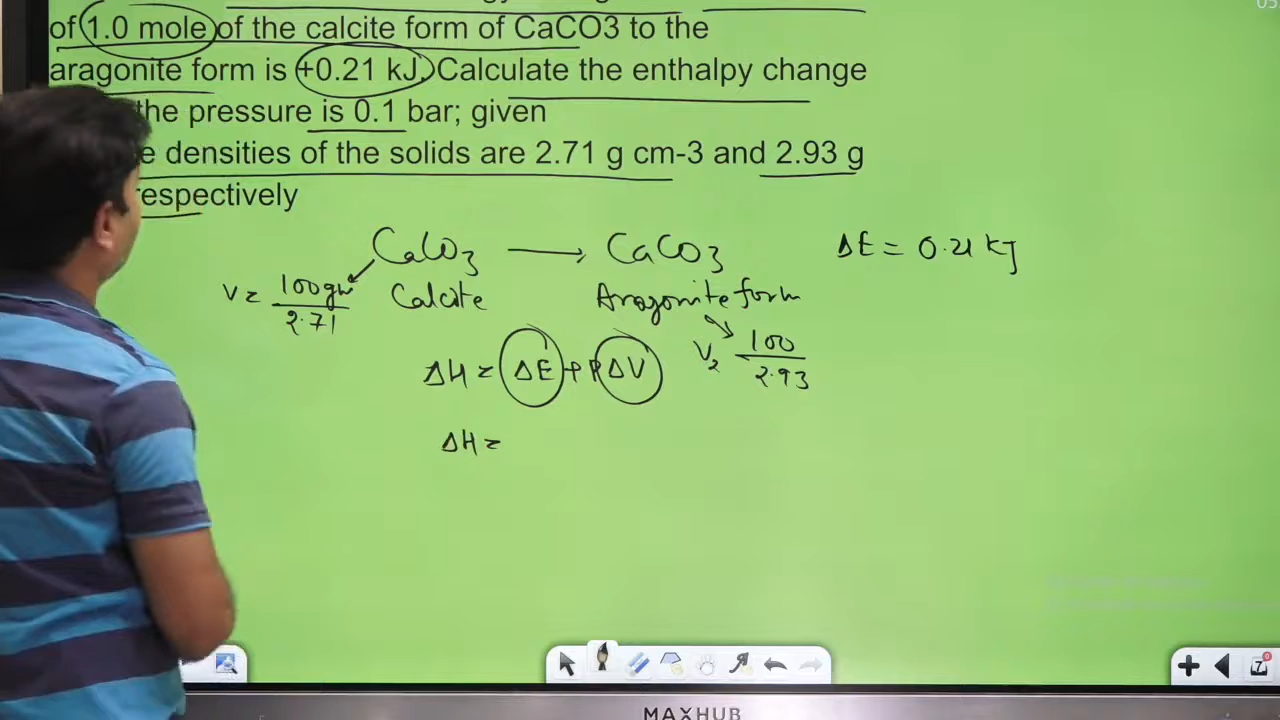 of 1.0 mole of the calcite form of CaCO3 to the
aragonite form is +0.21 kJ. Calculate the enthalpy change
the pressure is 0.1 bar; given
densities of the solids are 2.71 g cm-3 and 2.93 g
respectively
CaCO3 → CaCO3 ΔE = 0.21 kJ
V = 100gm / 2.71 Calcite Aragonite form
ΔH = ΔE + PΔV V2 100 / 2.93
ΔH =
7
MAXHUB